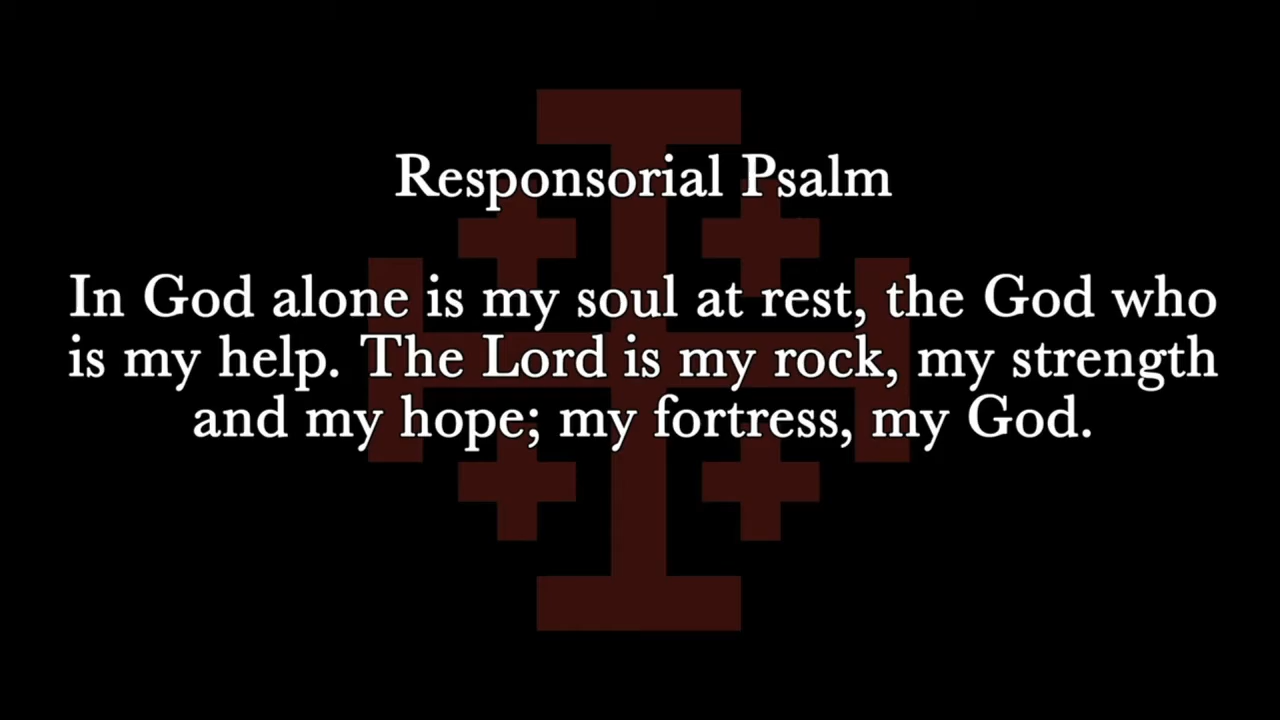 Responsorial Psalm
In God alone is my soul at rest, the God who
is my help. The Lord is my rock, my strength
and my hope; my fortress, my God.